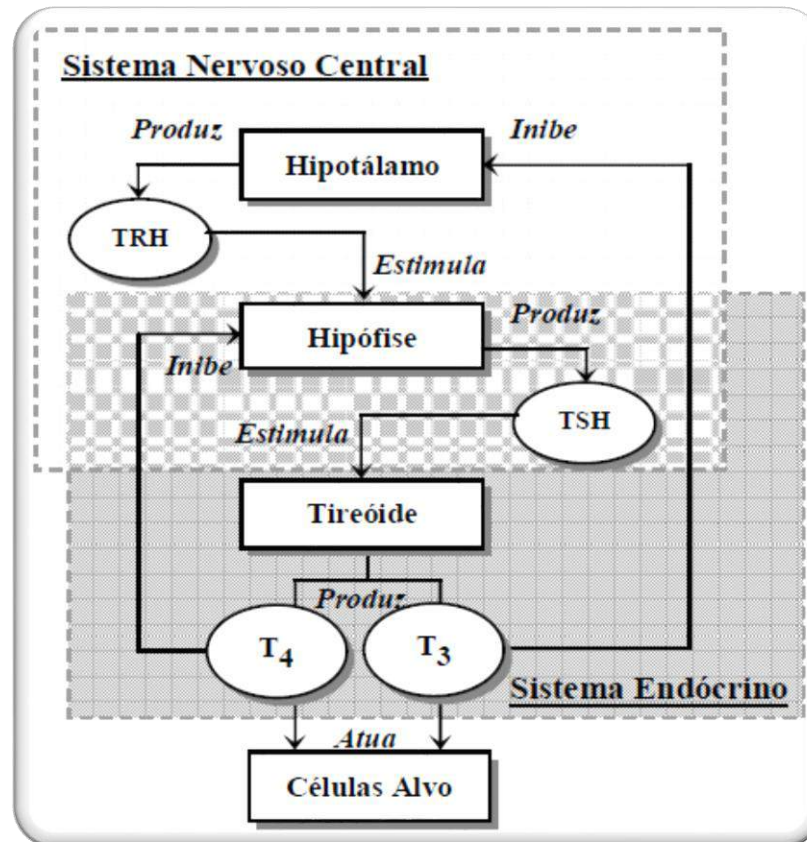 Sistema Nervoso Central
Produz
Inibe
Hipotálamo
TRH
Estimula
Hipófise
Produz
Inibe
TSH
Estimula
Tireóide
Produz
T4
T3
Sistema Endócrino
Atua
Células Alvo